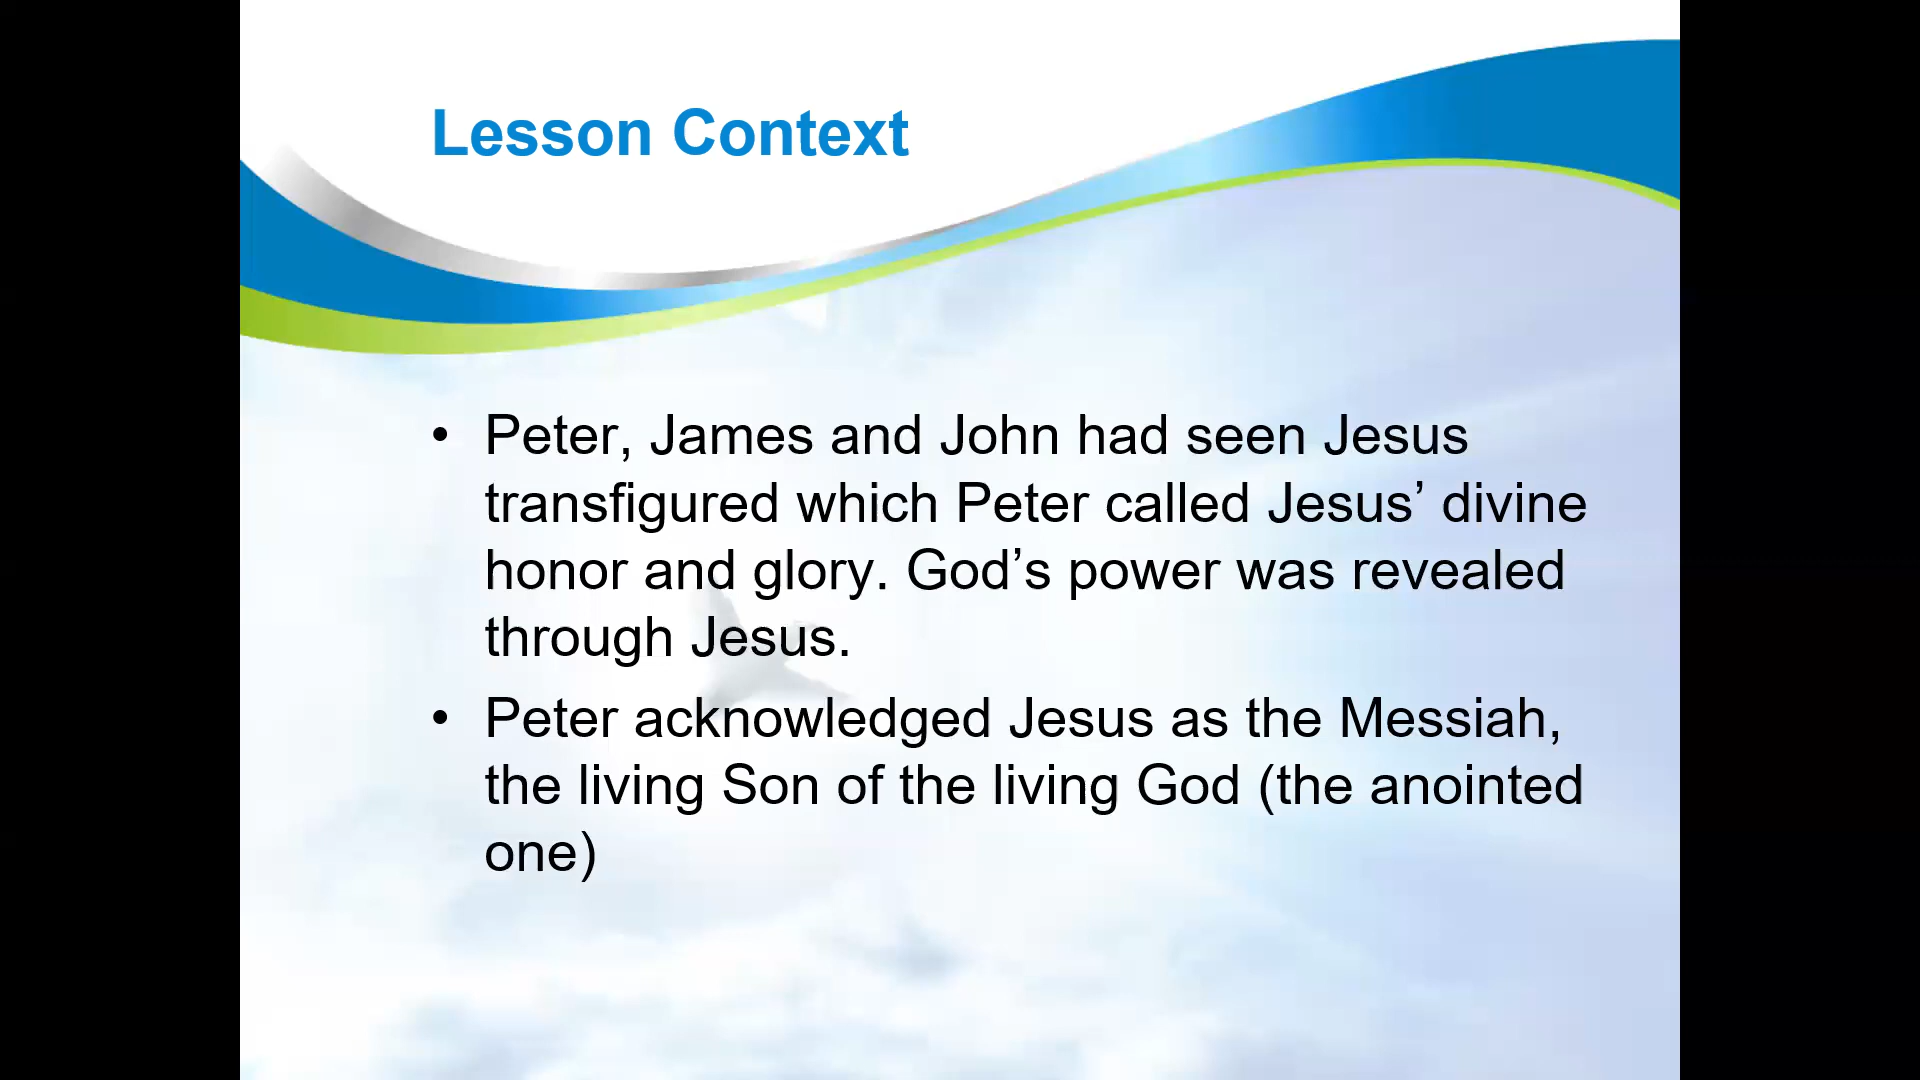 Lesson Context
• Peter, James and John had seen Jesus
transfigured which Peter called Jesus’ divine
honor and glory. God’s power was revealed
through Jesus.
• Peter acknowledged Jesus as the Messiah,
the living Son of the living God (the anointed
one)